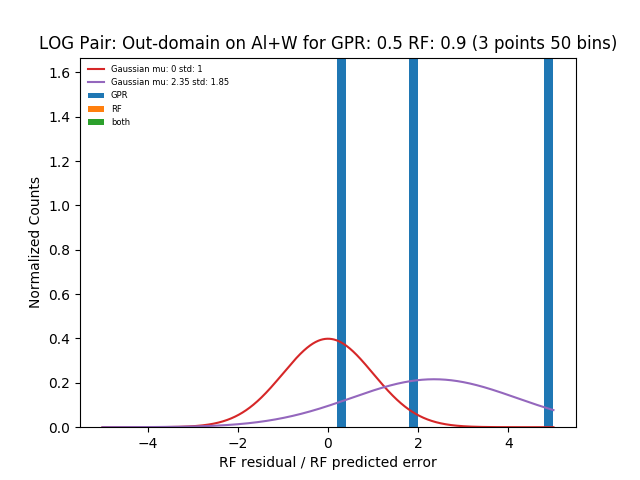 LOG Pair: Out-domain on Al+W for GPR: 0.5 RF: 0.9 (3 points 50 bins)
Gaussian mu: 0 std: 1
Gaussian mu: 2.35 std: 1.85
GPR
RF
both
1.6
1.4
1.2
1.0
0.8
0.6
0.4
0.2
0.0
Normalized Counts
−4
−2
0
2
4
RF residual / RF predicted error